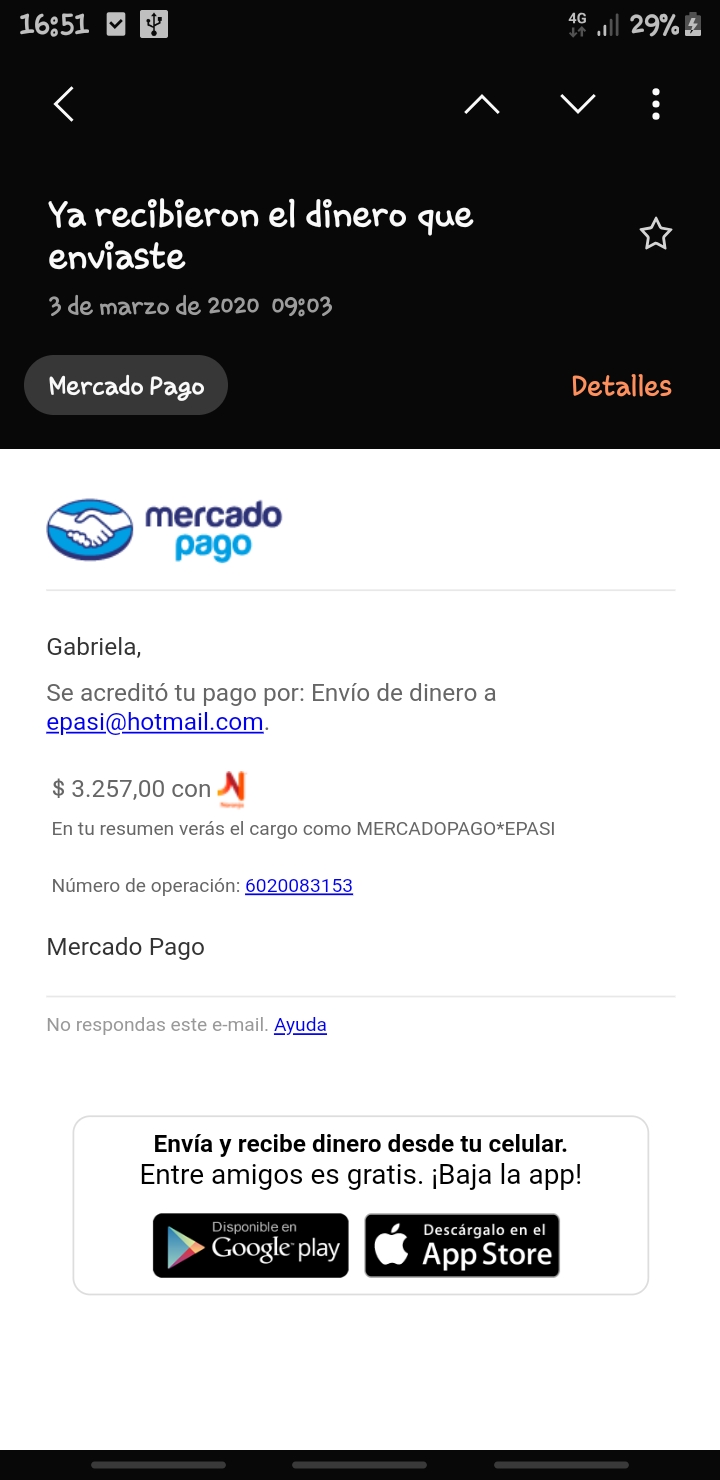 16:51 4G 29%
Ya recibieron el dinero que
enviaste
3 de marzo de 2020 09:03
Mercado Pago Detalles
mercado
pago
Gabriela,
Se acreditó tu pago por: Envío de dinero a
epasi@hotmail.com.
$ 3.257,00 con N
Naranja
En tu resumen verás el cargo como MERCADOPAGO*EPASI
Número de operación: 6020083153
Mercado Pago
No respondas este e-mail. Ayuda
Envía y recibe dinero desde tu celular.
Entre amigos es gratis. ¡Baja la app!
Disponible en
Google play
Descárgalo en el
App Store